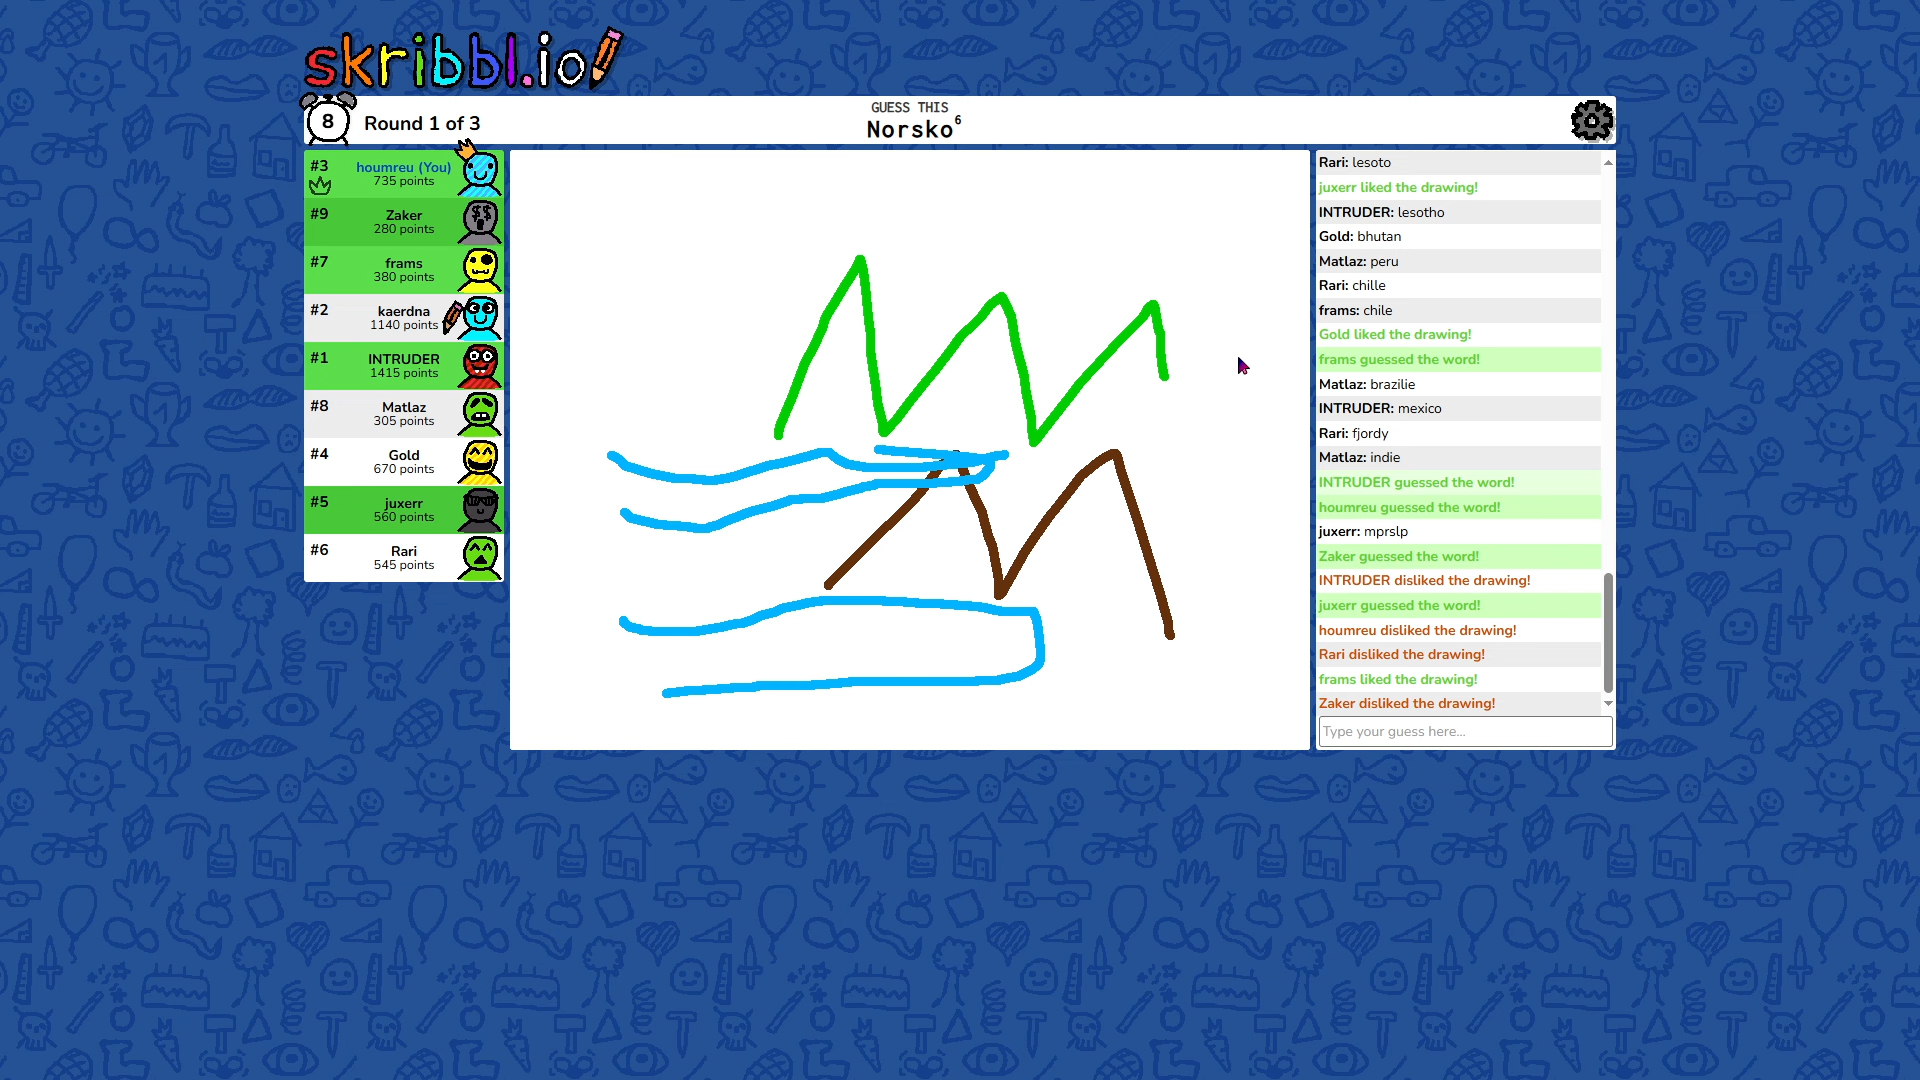 skribbl.io
8
Round 1 of 3
GUESS THIS
Norsko6
#3
houmreu (You)
735 points
#9
Zaker
280 points
#7
frams
380 points
#2
kaerdna
1140 points
#1
INTRUDER
1415 points
#8
Matlaz
305 points
#4
Gold
670 points
#5
juxerr
560 points
#6
Rari
545 points
Rari: lesoto
juxerr liked the drawing!
INTRUDER: lesotho
Gold: bhutan
Matlaz: peru
Rari: chille
frams: chile
Gold liked the drawing!
frams guessed the word!
Matlaz: brazilie
INTRUDER: mexico
Rari: fjordy
Matlaz: indie
INTRUDER guessed the word!
houmreu guessed the word!
juxerr: mprslp
Zaker guessed the word!
INTRUDER disliked the drawing!
juxerr guessed the word!
houmreu disliked the drawing!
Rari disliked the drawing!
frams liked the drawing!
Zaker disliked the drawing!
Type your guess here...